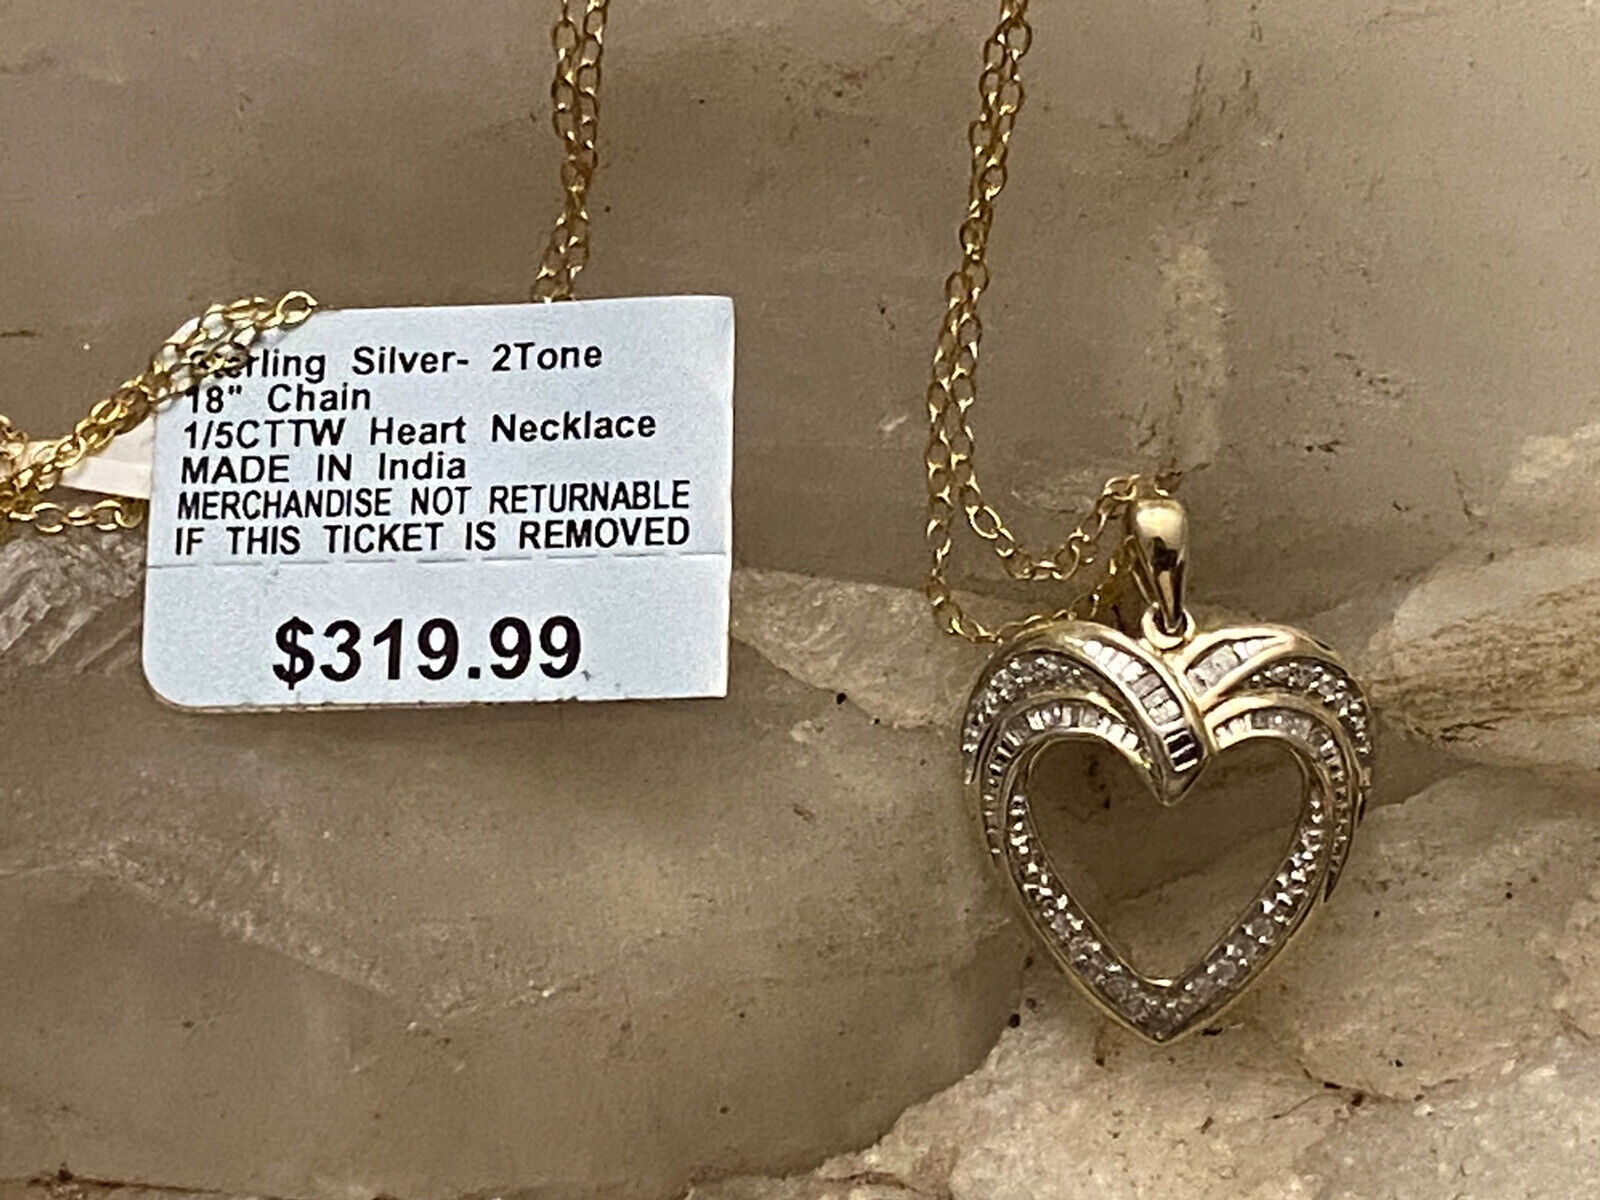 Sterling Silver- 2Tone
18" Chain
1/5CTTW Heart Necklace
MADE IN India
MERCHANDISE NOT RETURNABLE
IF THIS TICKET IS REMOVED
$319.99